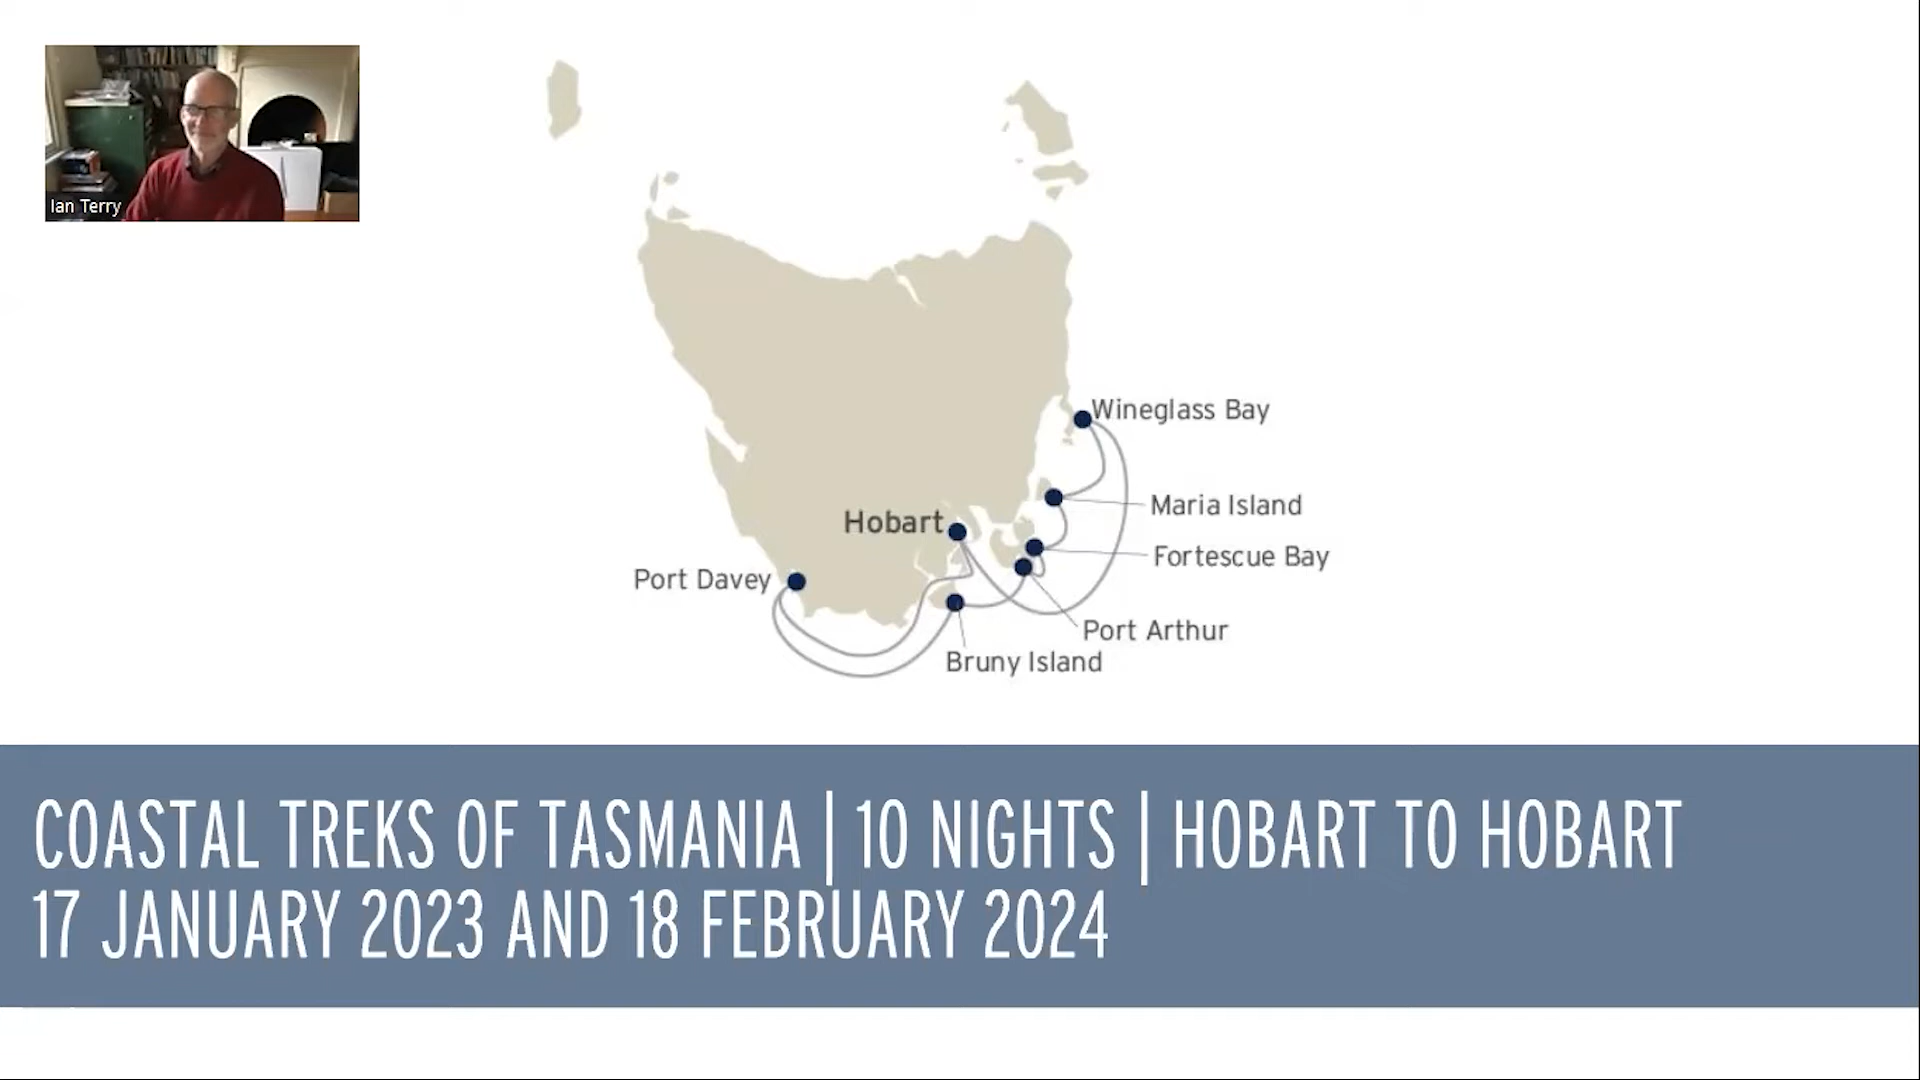 Ian Terry
Wineglass Bay
Maria Island
Hobart
Fortescue Bay
Port Davey
Port Arthur
Bruny Island
COASTAL TREKS OF TASMANIA | 10 NIGHTS | HOBART TO HOBART
17 JANUARY 2023 AND 18 FEBRUARY 2024